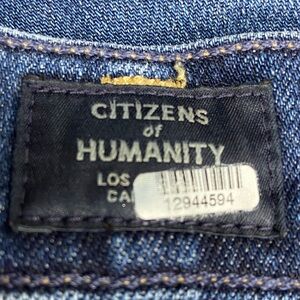 CITIZENS
of
HUMANITY
LOS
CA
12944594